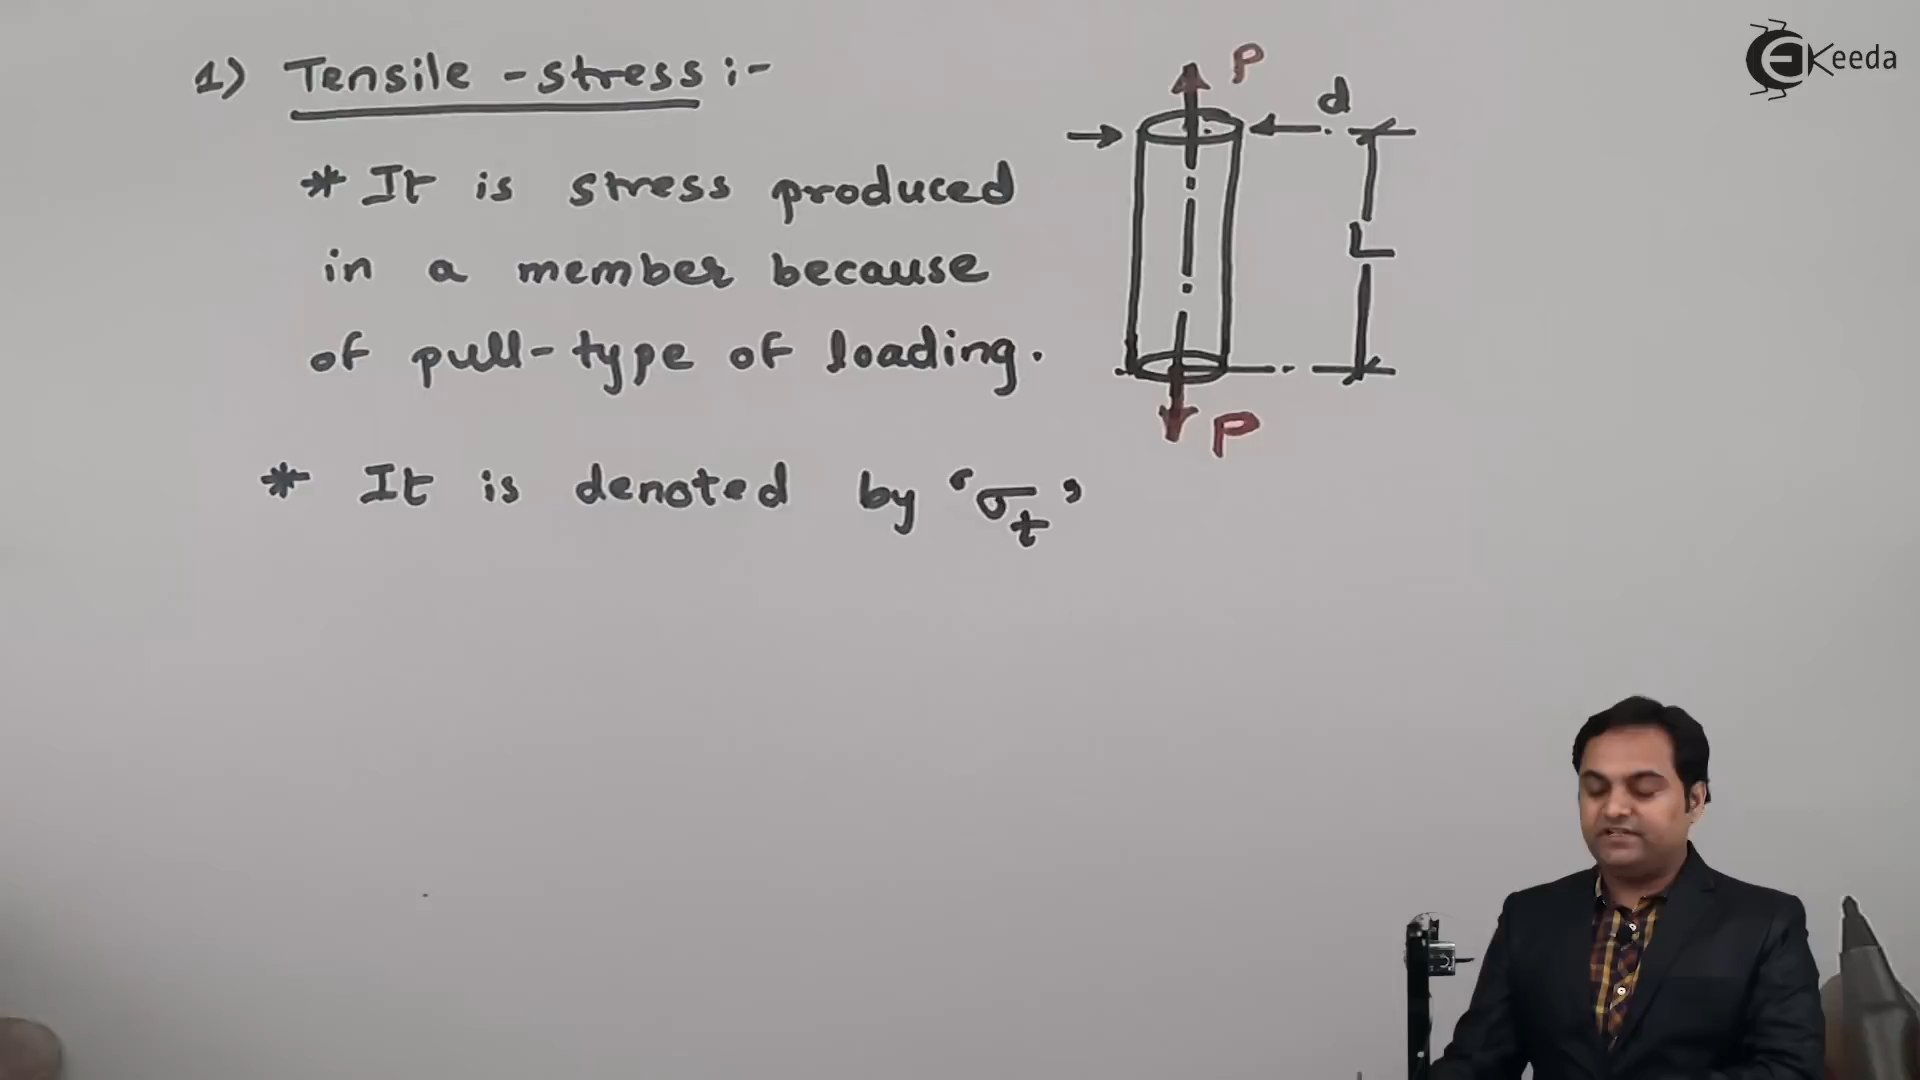 1) Tensile -stress :-
* It is stress produced
in a member because
of pull-type of loading.
* It is denoted by ‘σt’
P
d
L
P
EKeeda